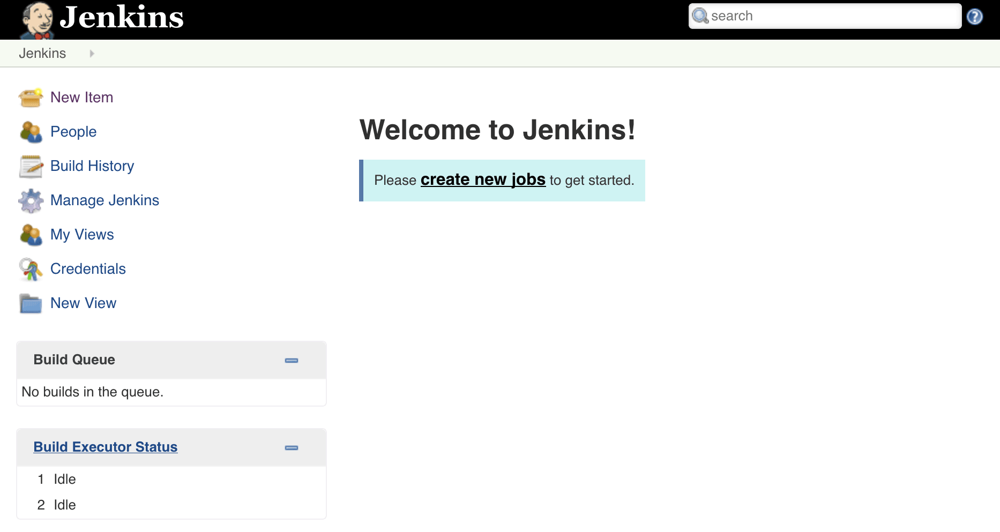 Jenkins
search
Jenkins
New Item
People
Build History
Manage Jenkins
My Views
Credentials
New View
Welcome to Jenkins!
Please create new jobs to get started.
Build Queue
No builds in the queue.
Build Executor Status
1 Idle
2 Idle